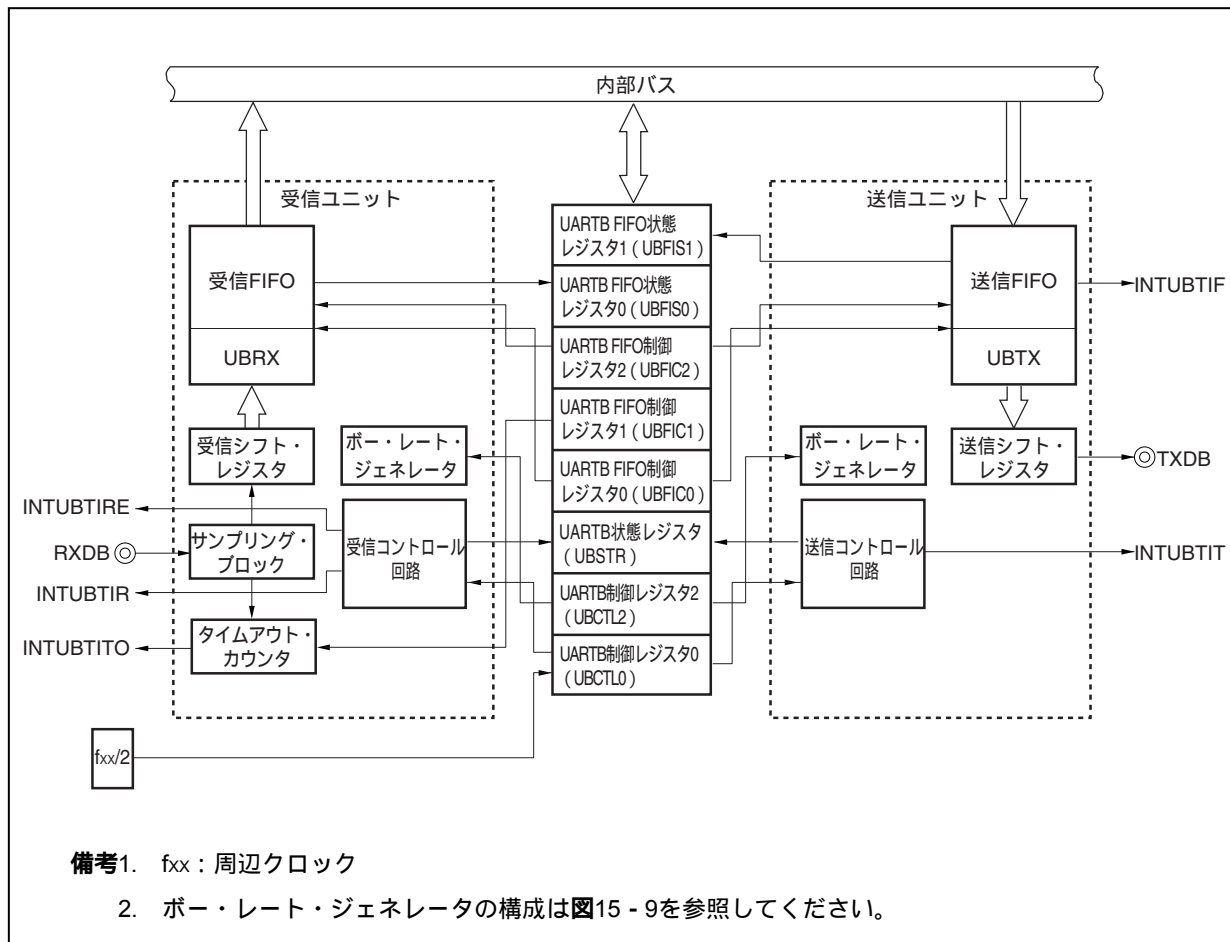 内部バス
受信ユニット
受信FIFO
UBRX
受信シフト・
レジスタ
ボー・レート・
ジェネレータ
INTUBTIRE
RXDB
サンプリング・
ブロック
受信コントロール
回路
INTUBTIR
INTUBTITO
タイムアウト・
カウンタ
fxx/2
UARTB FIFO状態
レジスタ1（UBFIS1）
UARTB FIFO状態
レジスタ0（UBFIS0）
UARTB FIFO制御
レジスタ2（UBFIC2）
UARTB FIFO制御
レジスタ1（UBFIC1）
UARTB FIFO制御
レジスタ0（UBFIC0）
UARTB状態レジスタ
（UBSTR）
UARTB制御レジスタ2
（UBCTL2）
UARTB制御レジスタ0
（UBCTL0）
送信ユニット
送信FIFO
UBTX
INTUBTIF
ボー・レート・
ジェネレータ
送信シフト・
レジスタ
TXDB
送信コントロール
回路
INTUBTIT
備考1. fxx：周辺クロック
2. ボー・レート・ジェネレータの構成は図15 - 9を参照してください。